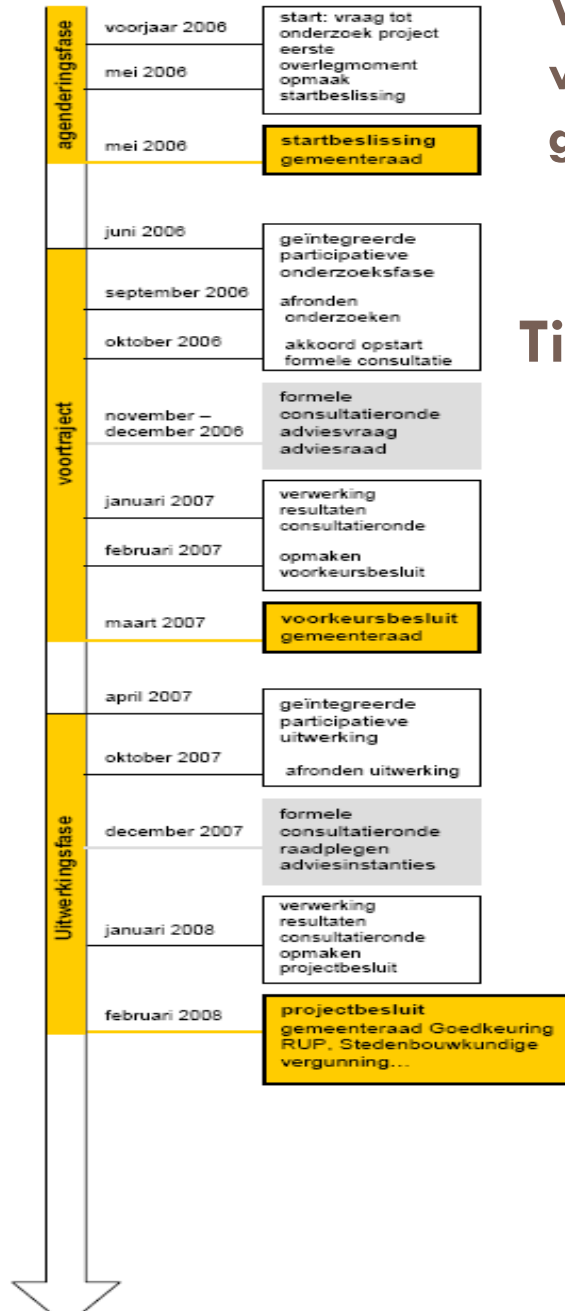 agenderingsfase
voorjaar 2006
start: vraag tot
onderzoek project
eerste
overlegmoment
mei 2006
opmaak
startbeslissing
mei 2006
startbeslissing
gemeenteraad
voortraject
juni 2006
geïntegreerde
participatieve
onderzoeksfase
september 2006
afronden
onderzoeken
oktober 2006
akkoord opstart
formele consultatie
november –
december 2006
formele
consultatieronde
adviesvraag
adviesraad
januari 2007
verwerking
resultaten
consultatieronde
februari 2007
opmaken
voorkeursbesluit
maart 2007
voorkeursbesluit
gemeenteraad
Uitwerkingsfase
april 2007
geïntegreerde
participatieve
uitwerking
oktober 2007
afronden uitwerking
december 2007
formele
consultatieronde
raadplegen
adviesinstanties
januari 2008
verwerking
resultaten
consultatieronde
opmaken
projectbesluit
februari 2008
projectbesluit
gemeenteraad Goedkeuring
RUP, Stedenbouwkundige
vergunning...